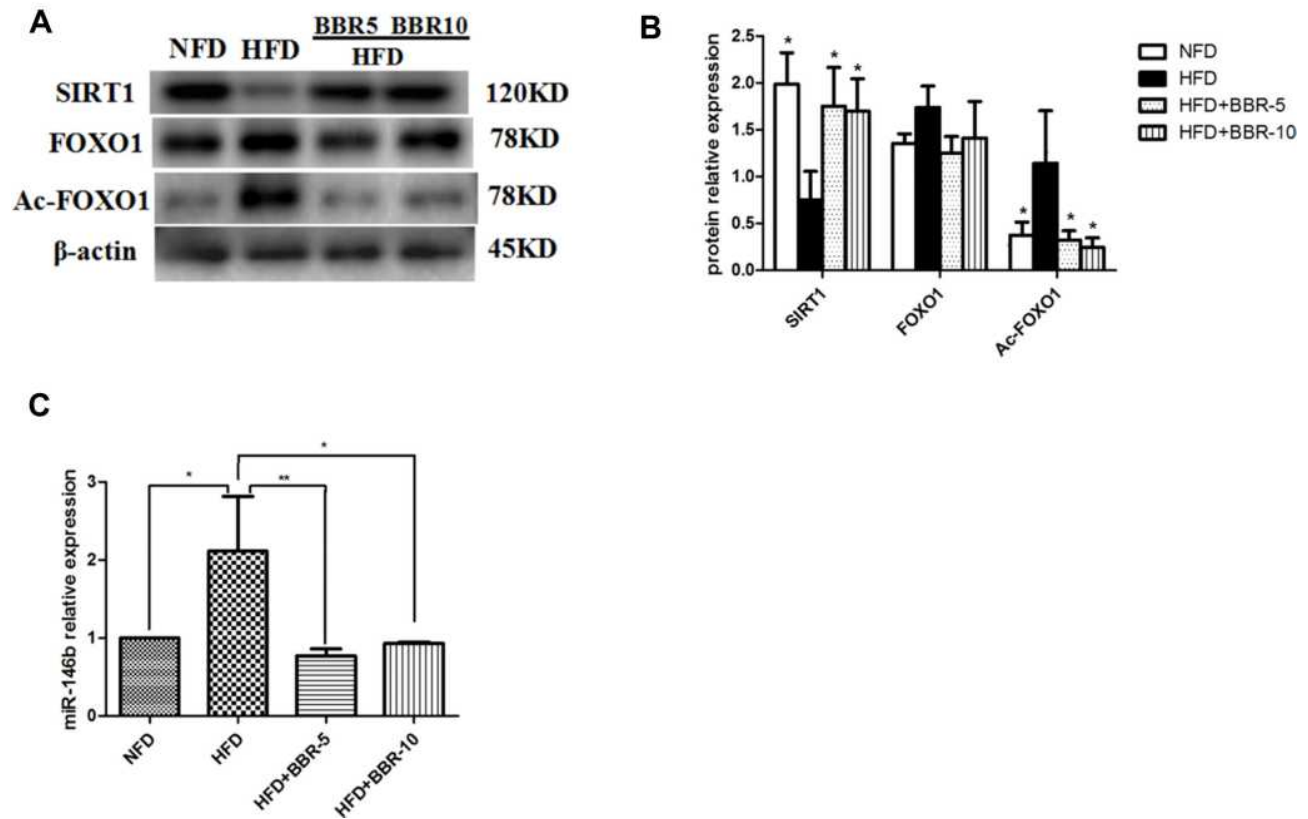 A
BBR5 BBR10
NFD HFD HFD
SIRT1 120KD
FOXO1 78KD
Ac-FOXO1 78KD
β-actin 45KD
B
protein relative expression
2.5
2.0
1.5
1.0
0.5
0.0
* * *
* * *
SIRT1 FOXO1 Ac-FOXO1
NFD
HFD
HFD+BBR-5
HFD+BBR-10
C
miR-146b relative expression
3
2
1
0
*
* **
NFD HFD HFD+BBR-5 HFD+BBR-10